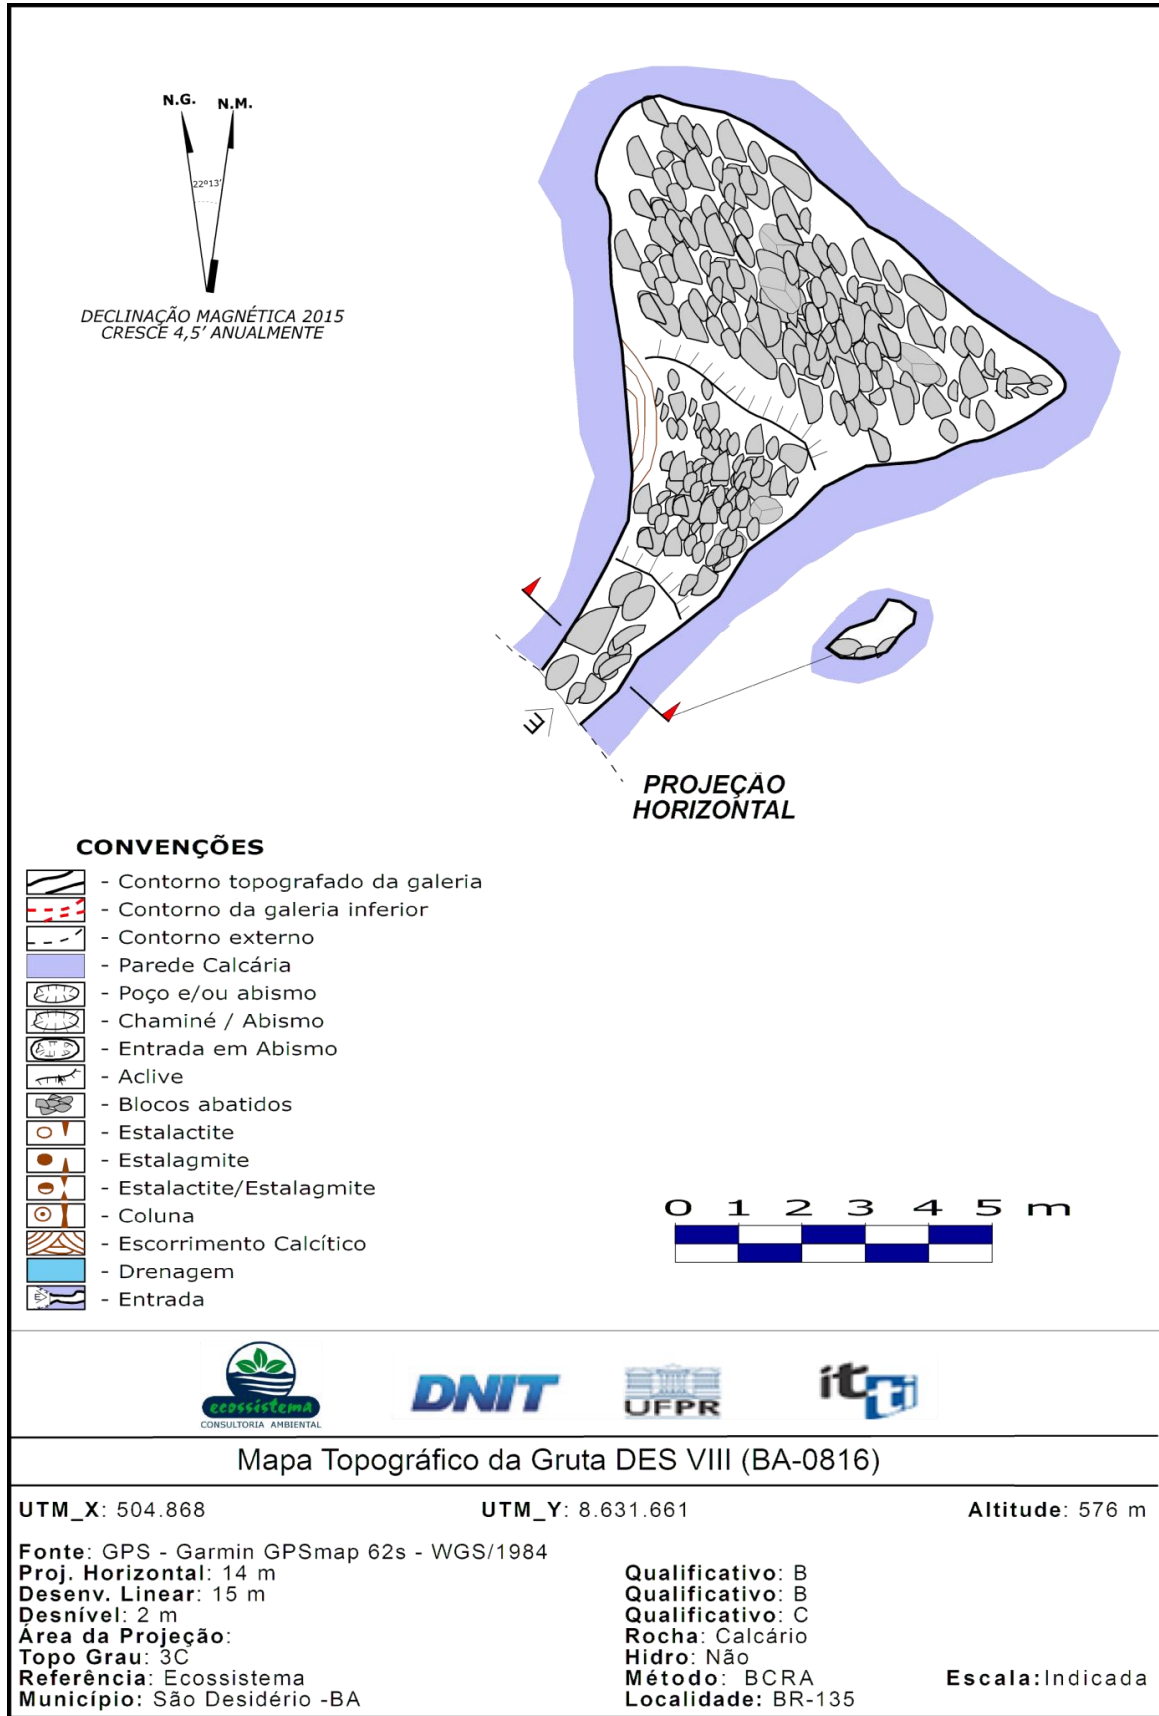 N.G. N.M.
22º13'
DECLINAÇÃO MAGNÉTICA 2015
CRESCE 4,5' ANUALMENTE
E
PROJEÇÃO
HORIZONTAL
CONVENÇÕES
- Contorno topografado da galeria
- Contorno da galeria inferior
- Contorno externo
- Parede Calcária
- Poço e/ou abismo
- Chaminé / Abismo
- Entrada em Abismo
- Aclive
- Blocos abatidos
- Estalactite
- Estalagmite
- Estalactite/Estalagmite
- Coluna
- Escorrimento Calcítico
- Drenagem
E - Entrada
0 1 2 3 4 5 m
ecossistema
CONSULTORIA AMBIENTAL
DNIT
UFPR
itti
Mapa Topográfico da Gruta DES VIII (BA-0816)
UTM_X: 504.868 UTM_Y: 8.631.661 Altitude: 576 m
Fonte: GPS - Garmin GPSmap 62s - WGS/1984
Proj. Horizontal: 14 m Qualificativo: B
Desenv. Linear: 15 m Qualificativo: B
Desnível: 2 m Qualificativo: C
Área da Projeção: Rocha: Calcário
Topo Grau: 3C Hidro: Não
Referência: Ecossistema Método: BCRA Escala:Indicada
Município: São Desidério -BA Localidade: BR-135